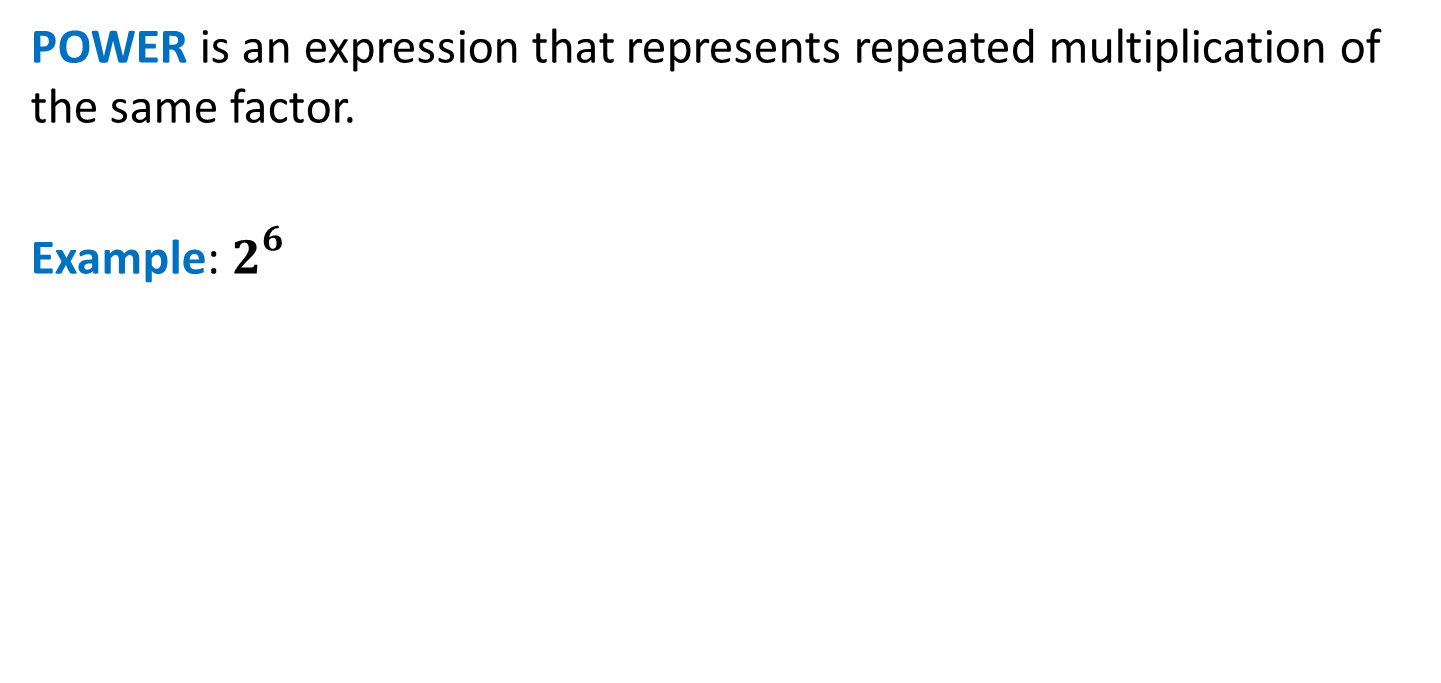 POWER is an expression that represents repeated multiplication of
the same factor.
Example: 2⁶